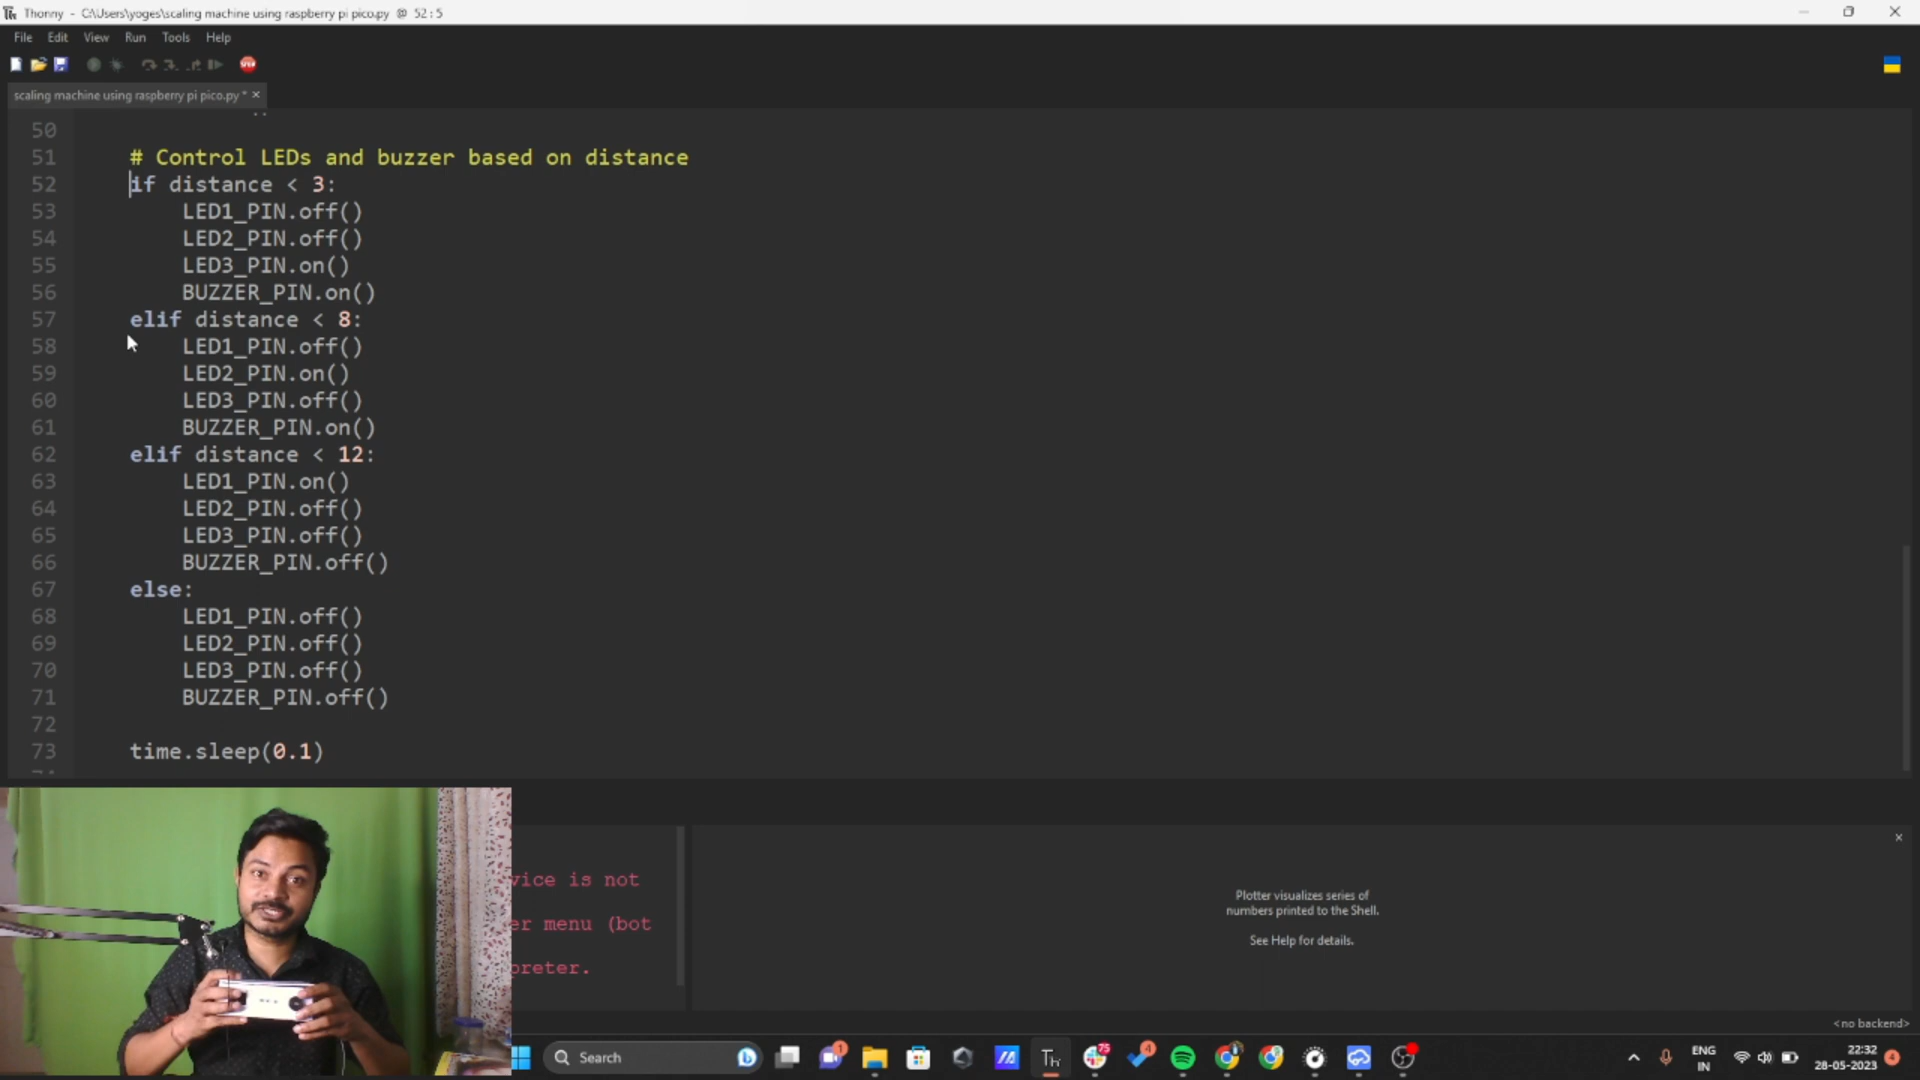 Thonny - C:\Users\yoges\scaling machine using raspberry pi pico.py @ 52 : 5
File Edit View Run Tools Help
STOP
scaling machine using raspberry pi pico.py * ×
50
51 # Control LEDs and buzzer based on distance
52 if distance < 3:
53 LED1_PIN.off()
54 LED2_PIN.off()
55 LED3_PIN.on()
56 BUZZER_PIN.on()
57 elif distance < 8:
58 LED1_PIN.off()
59 LED2_PIN.on()
60 LED3_PIN.off()
61 BUZZER_PIN.on()
62 elif distance < 12:
63 LED1_PIN.on()
64 LED2_PIN.off()
65 LED3_PIN.off()
66 BUZZER_PIN.off()
67 else:
68 LED1_PIN.off()
69 LED2_PIN.off()
70 LED3_PIN.off()
71 BUZZER_PIN.off()
72
73 time.sleep(0.1)
vice is not
er menu (bot
preter.
Plotter visualizes series of
numbers printed to the Shell.
See Help for details.
<no backend>
Search
1
75
4
Th
ENG
IN
22:32
28-05-2023
4